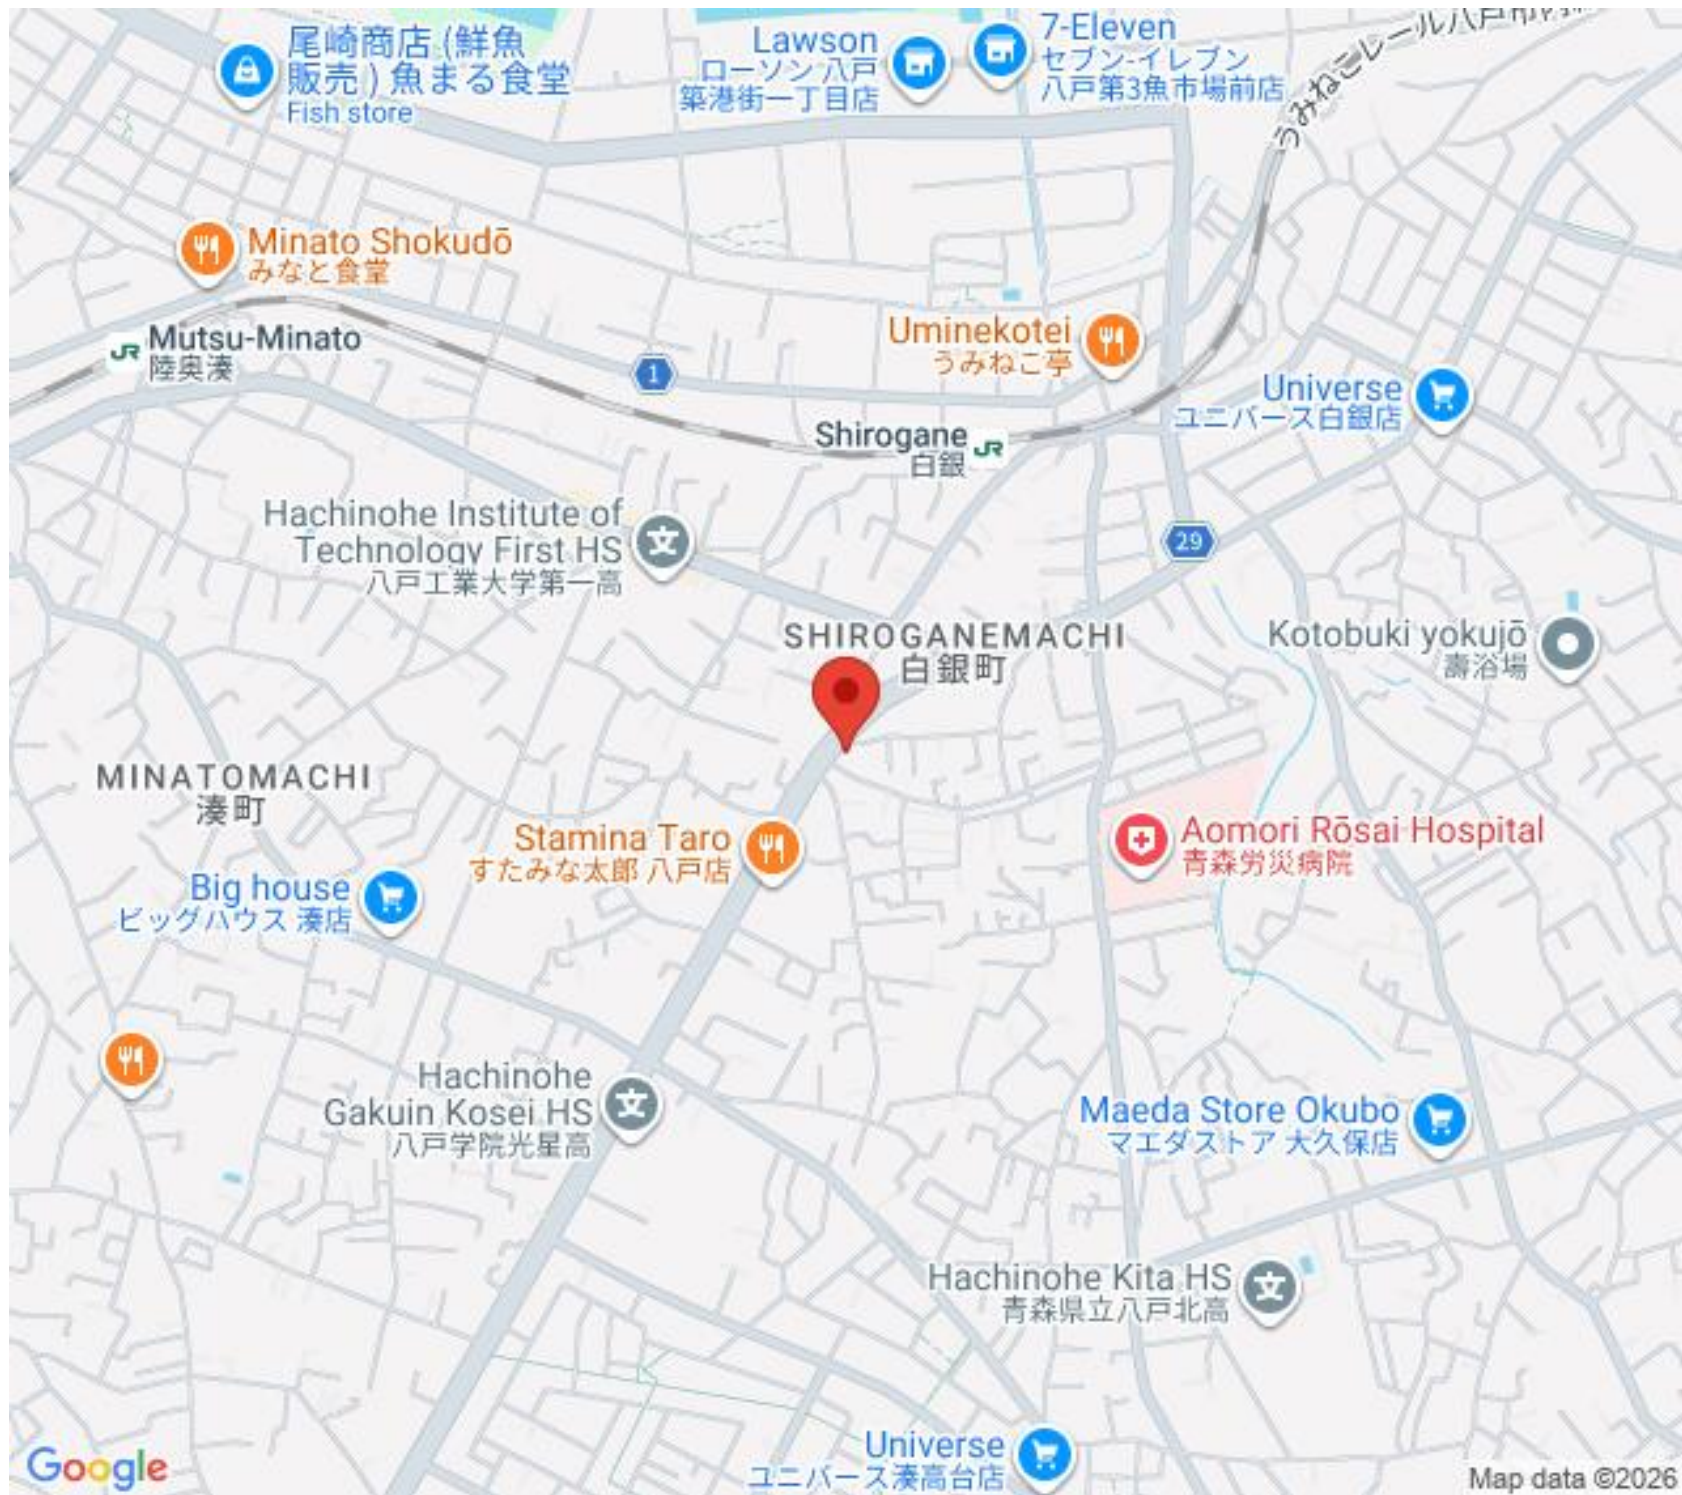 尾崎商店 (鮮魚
販売 ) 魚まる食堂
Fish store
Lawson
ローソン 八戸
築港街一丁目店
7-Eleven
セブン-イレブン
八戸第3魚市場前店
うみねこレール八戸市内線
Minato Shokudō
みなと食堂
Mutsu-Minato
陸奥湊
JR
1
Uminekotei
うみねこ亭
Universe
ユニバース白銀店
Shirogane
白銀
JR
Hachinohe Institute of
Technology First HS
八戸工業大学第一高
文
29
SHIROGANEMACHI
白銀町
Kotobuki yokujō
壽浴場
MINATOMACHI
湊町
Stamina Taro
すたみな太郎 八戸店
Aomori Rōsai Hospital
青森労災病院
Big house
ビッグハウス 湊店
Hachinohe
Gakuin Kosei HS
八戸学院光星高
文
Maeda Store Okubo
マエダストア 大久保店
Hachinohe Kita HS
青森県立八戸北高
文
Universe
ユニバース湊高台店
Google
Map data ©2026